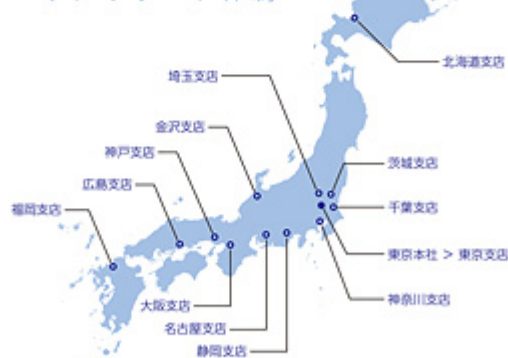 北海道支店
埼玉支店
金沢支店
神戸支店
茨城支店
広島支店
福岡支店
千葉支店
東京本社 > 東京支店
神奈川支店
大阪支店
名古屋支店
静岡支店